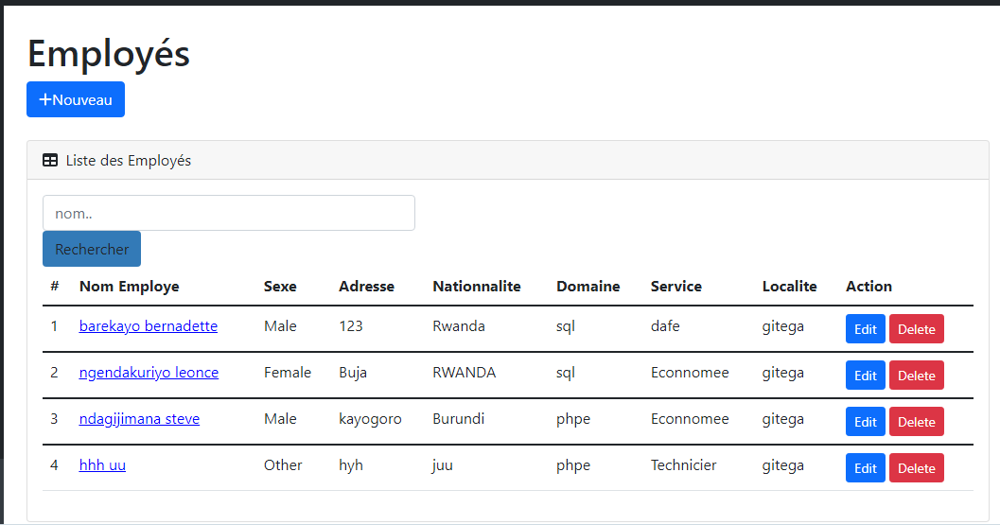 Employés
+Nouveau
Liste des Employés
nom..
Rechercher
# Nom Employe Sexe Adresse Nationnalite Domaine Service Localite Action
1 barekayo bernadette Male 123 Rwanda sql dafe gitega Edit Delete
2 ngendakuriyo leonce Female Buja RWANDA sql Econnomee gitega Edit Delete
3 ndagijimana steve Male kayogoro Burundi phpe Econnomee gitega Edit Delete
4 hhh uu Other hyh juu phpe Technicier gitega Edit Delete